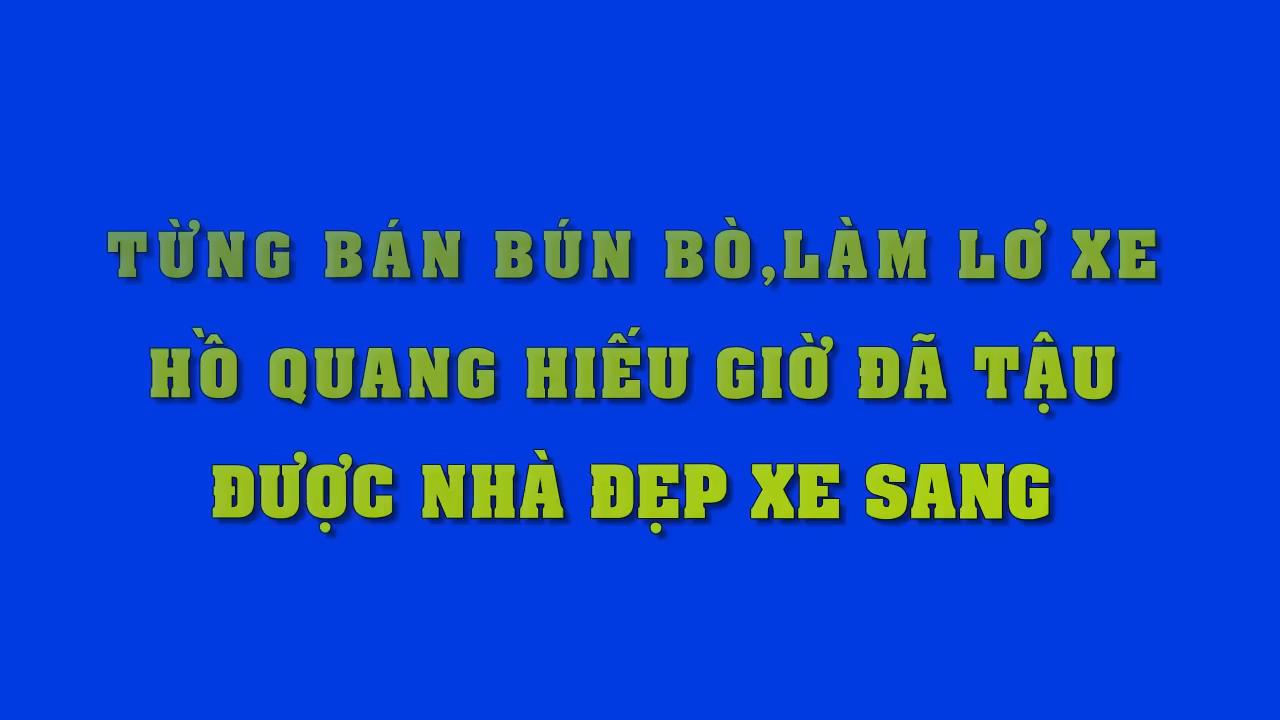 TỪNG BÁN BÚN BÒ,LÀM LƠ XE
HỒ QUANG HIẾU GIỜ ĐÃ TẬU
ĐƯỢC NHÀ ĐẸP XE SANG